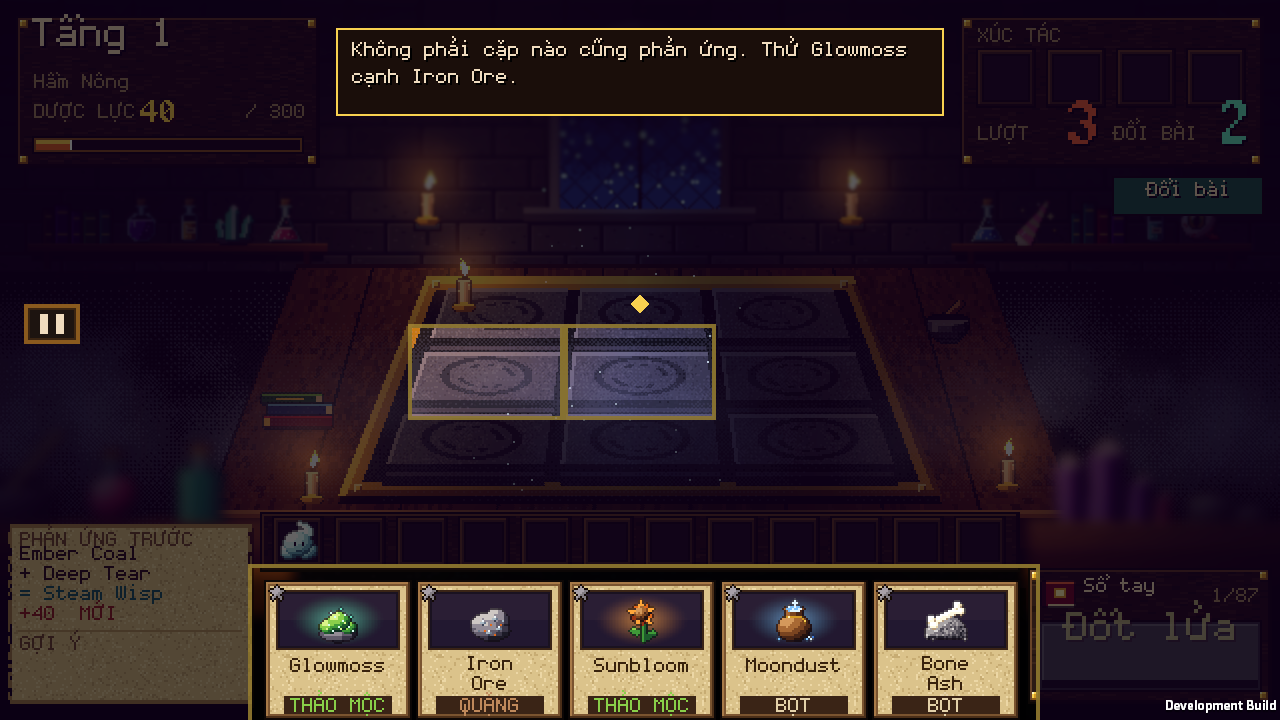 Tầng 1
Hầm Nông
DƯỢC LỰC 40 / 300
Không phải cặp nào cũng phản ứng. Thử Glowmoss
cạnh Iron Ore.
XÚC TÁC
LƯỢT 3 ĐỔI BÀI 2
Đổi bài
PHẢN ỨNG TRƯỚC
Ember Coal
+ Deep Tear
= Steam Wisp
+40 MỚI
GỢI Ý
Glowmoss
THẢO MỘC
Iron
Ore
QUẶNG
Sunbloom
THẢO MỘC
Moondust
BỘT
Bone
Ash
BỘT
Sổ tay
1/87
Đốt lửa
Development Build